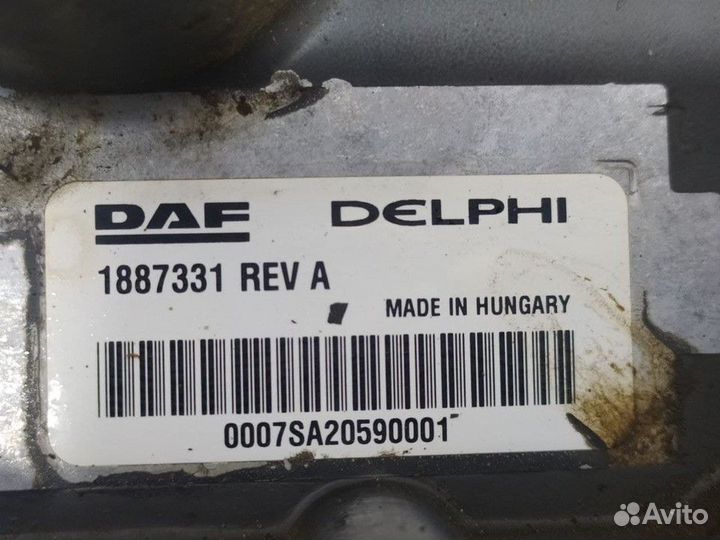 DAF DELPHI
1887331 REV A
MADE IN HUNGARY
0007SA20590001
Avito